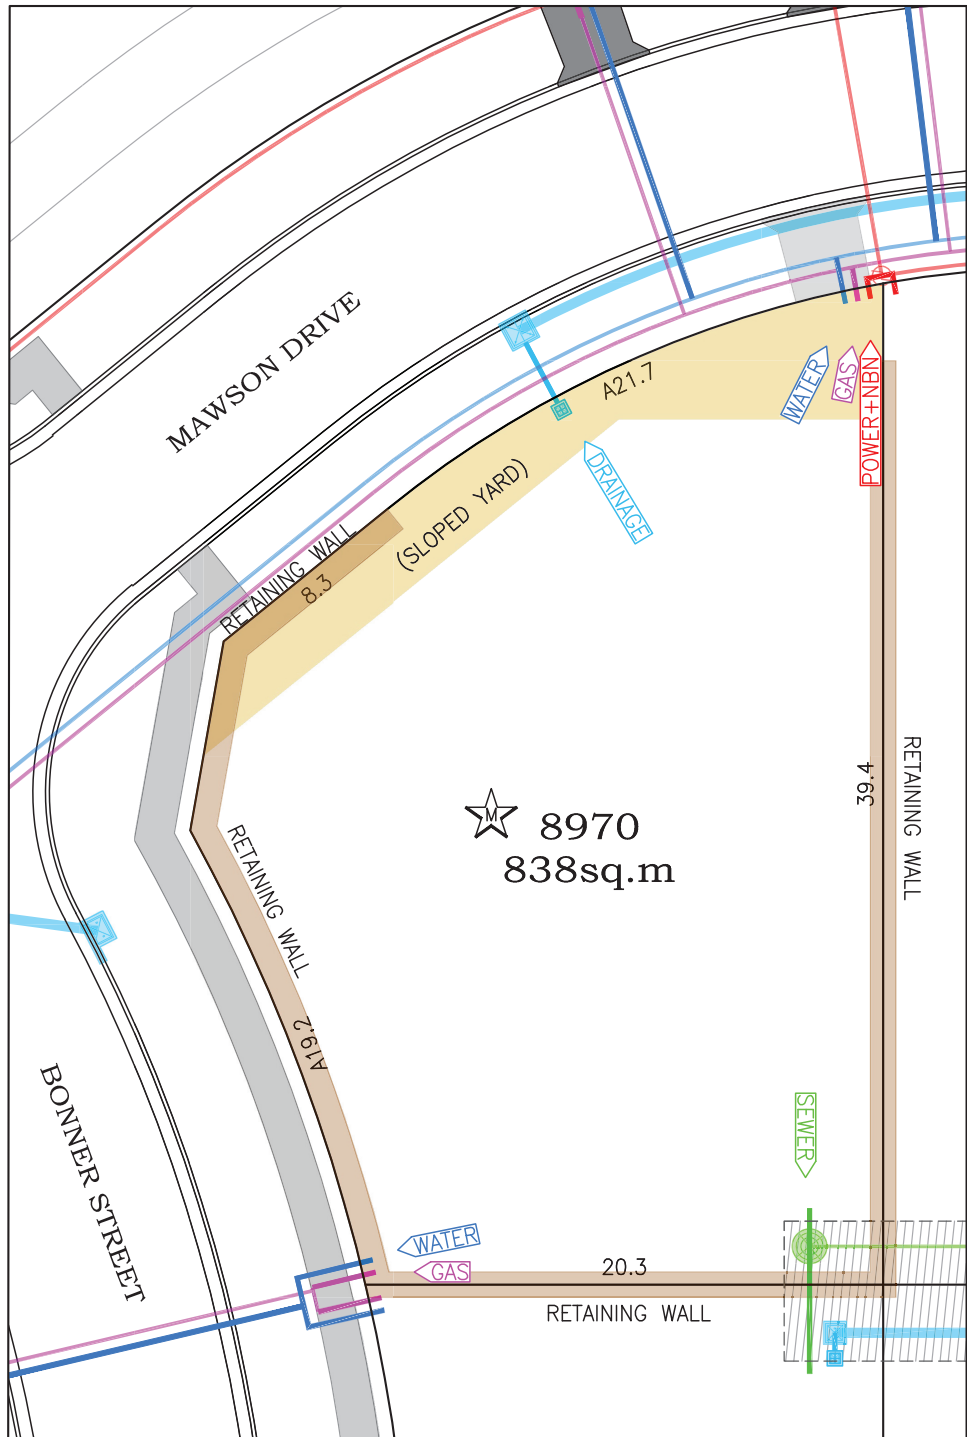 MAWSON DRIVE
A21.7
WATER
GAS
POWER+NBN
DRAINAGE
(SLOPED YARD)
RETAINING WALL
8.3
M
8970
838sq.m
39.4
RETAINING WALL
RETAINING WALL
A19.2
BONNER STREET
SEWER
WATER
GAS
20.3
RETAINING WALL